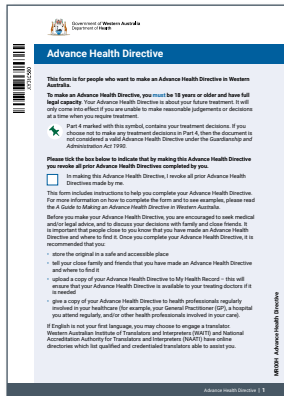 Government of Western Australia
Department of Health
Advance Health Directive
This form is for people who want to make an Advance Health Directive in Western
Australia.
To make an Advance Health Directive, you must be 18 years or older and have full
legal capacity. Your Advance Health Directive is about your future treatment. It will
only come into effect if you are unable to make reasonable judgements or decisions
at a time when you require treatment.
Part 4 marked with this symbol, contains your treatment decisions. If you
choose not to make any treatment decisions in Part 4, then the document is
not considered a valid Advance Health Directive under the Guardianship and
Administration Act 1990.
Please tick the box below to indicate that by making this Advance Health Directive
you revoke all prior Advance Health Directives completed by you.
In making this Advance Health Directive, I revoke all prior Advance Health
Directives made by me.
This form includes instructions to help you complete your Advance Health Directive.
For more information on how to complete the form and to see examples, please read
the A Guide to Making an Advance Health Directive in Western Australia.
Before you make your Advance Health Directive, you are encouraged to seek medical
and/or legal advice, and to discuss your decisions with family and close friends. It
is important that people close to you know that you have made an Advance Health
Directive and where to find it. Once you complete your Advance Health Directive, it is
recommended that you:
• store the original in a safe and accessible place
• tell your close family and friends that you have made an Advance Health Directive
and where to find it
• upload a copy of your Advance Health Directive to My Health Record – this will
ensure that your Advance Health Directive is available to your treating doctors if it
is needed
• give a copy of your Advance Health Directive to health professionals regularly
involved in your healthcare (for example, your General Practitioner (GP), a hospital
you attend regularly, and/or other health professionals involved in your care).
If English is not your first language, you may choose to engage a translator.
Western Australian Institute of Translators and Interpreters (WAITI) and National
Accreditation Authority for Translators and Interpreters (NAATI) have online
directories which list qualified and credentialed translators able to assist you.
MR00H Advance Health Directive
Advance Health Directive | 1